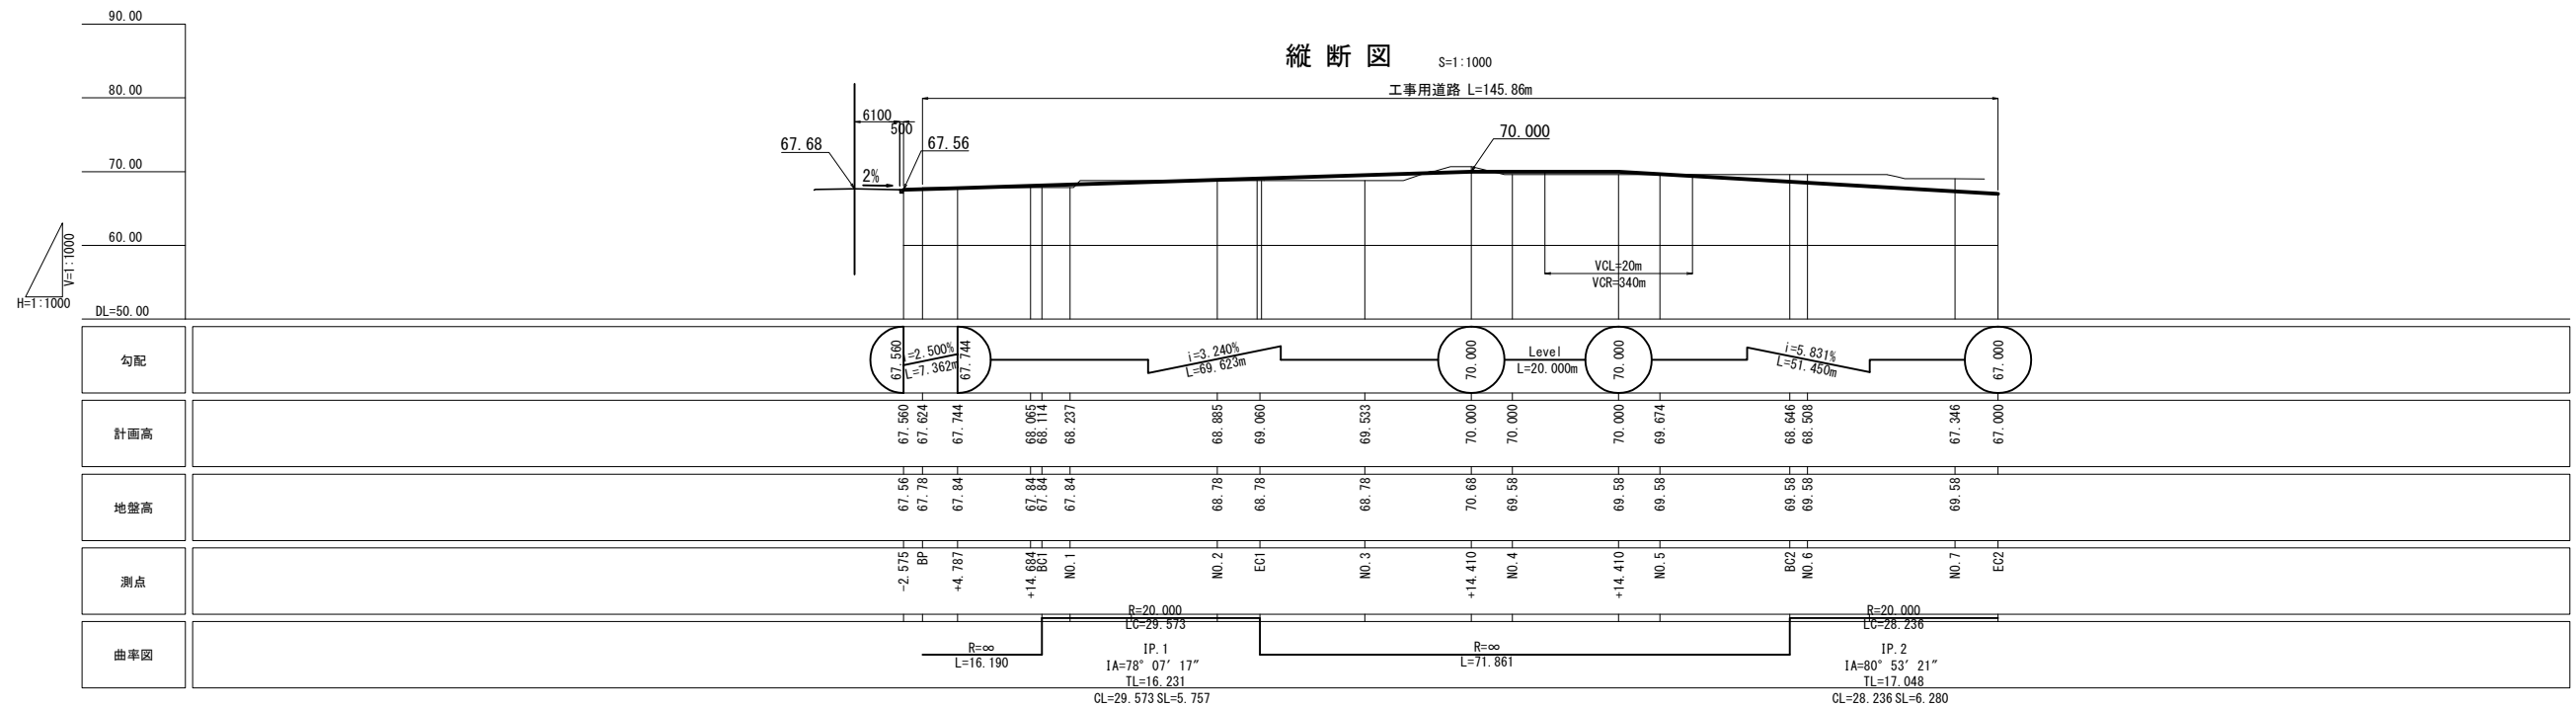 縦断図 S=1:1000
工事用道路 L=145.86m
90.00
80.00
70.00
60.00
DL=50.00
V=1:1000
H=1:1000
6100
500
67.68
67.56
2%
70.000
VCL=20m
VCR=340m
勾配
67.560
i=2.500%
L=7.362m
67.744
i=3.240%
L=69.623m
70.000
Level
L=20.000m
70.000
i=5.831%
L=51.450m
67.000
計画高
67.560
67.624
67.744
68.065
68.114
68.237
68.885
69.060
69.533
70.000
70.000
70.000
69.674
68.646
68.508
67.346
67.000
地盤高
67.56
67.78
67.84
67.84
67.84
67.84
68.78
68.78
68.78
70.68
69.58
69.58
69.58
69.58
69.58
69.58
測点
-2.575
BP
+4.787
+14.684
BC1
NO.1
NO.2
EC1
NO.3
+14.410
NO.4
+14.410
NO.5
BC2
NO.6
NO.7
EC2
曲率図
R=∞
L=16.190
R=20.000
LC=29.573
IP.1
IA=78°07′17″
TL=16.231
CL=29.573 SL=5.757
R=∞
L=71.861
R=20.000
LC=28.236
IP.2
IA=80°53′21″
TL=17.048
CL=28.236 SL=6.280